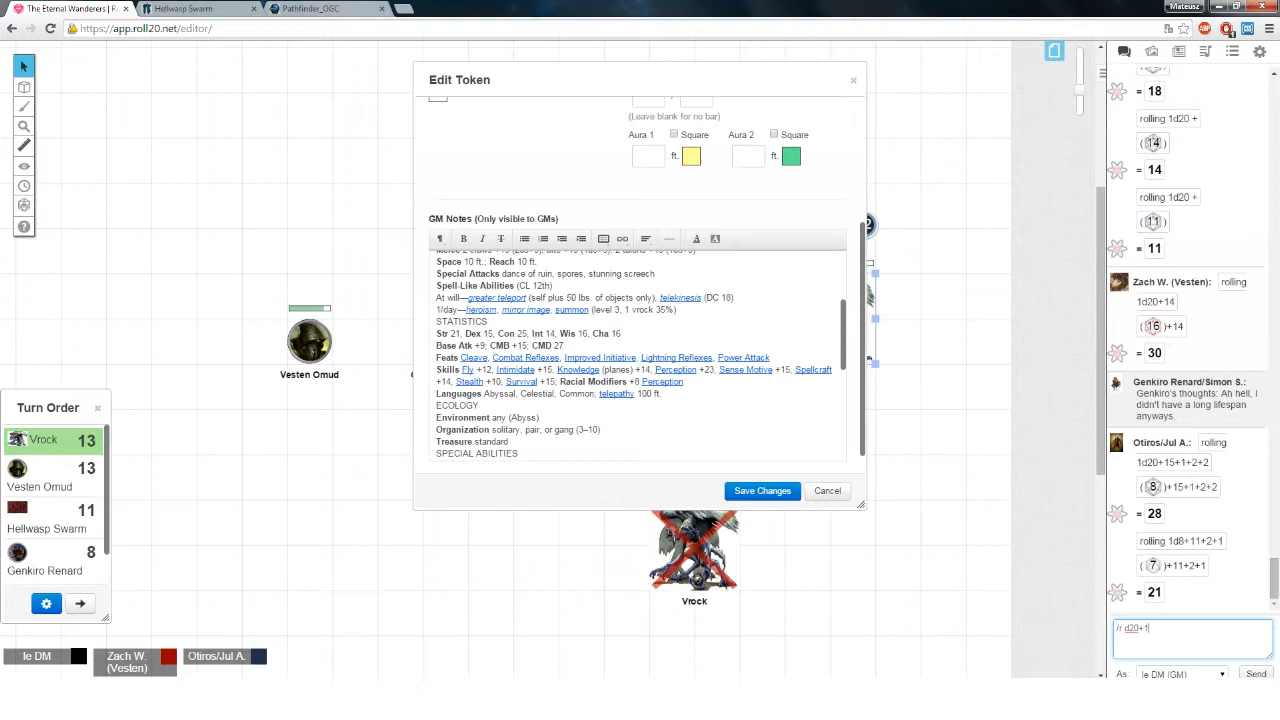 The Eternal Wanderers | R
Hellwasp Swarm
Pathfinder_OGC
Mateusz
https://app.roll20.net/editor/
Edit Token
(Leave blank for no bar)
Aura 1 Square Aura 2 Square
ft. ft.
GM Notes (Only visible to GMs)
Space 10 ft.; Reach 10 ft.
Special Attacks dance of ruin, spores, stunning screech
Spell-Like Abilities (CL 12th)
At will—greater teleport (self plus 50 lbs. of objects only), telekinesis (DC 18)
1/day—heroism, mirror image, summon (level 3, 1 vrock 35%)
STATISTICS
Str 21, Dex 15, Con 25, Int 14, Wis 16, Cha 16
Base Atk +9; CMB +15; CMD 27
Feats Cleave, Combat Reflexes, Improved Initiative, Lightning Reflexes, Power Attack
Skills Fly +12, Intimidate +15, Knowledge (planes) +14, Perception +23, Sense Motive +15, Spellcraft
+14, Stealth +10, Survival +15; Racial Modifiers +8 Perception
Languages Abyssal, Celestial, Common; telepathy 100 ft.
ECOLOGY
Environment any (Abyss)
Organization solitary, pair, or gang (3–10)
Treasure standard
SPECIAL ABILITIES
Save Changes Cancel
Vesten Omud
Vrock
Turn Order
Vrock 13
13
Vesten Omud
11
Hellwasp Swarm
8
Genkiro Renard
le DM
Zach W.
(Vesten)
Otiros/Jul A.
= 18
rolling 1d20 +
(14)
= 14
rolling 1d20 +
(11)
= 11
Zach W. (Vesten): rolling
1d20+14
(16)+14
= 30
Genkiro Renard/Simon S.:
Genkiro's thoughts: Ah hell, I
didn't have a long lifespan
anyways.
Otiros/Jul A.: rolling
1d20+15+1+2+2
(8)+15+1+2+2
= 28
rolling 1d8+11+2+1
(7)+11+2+1
= 21
/r d20+1
As: le DM (GM) Send